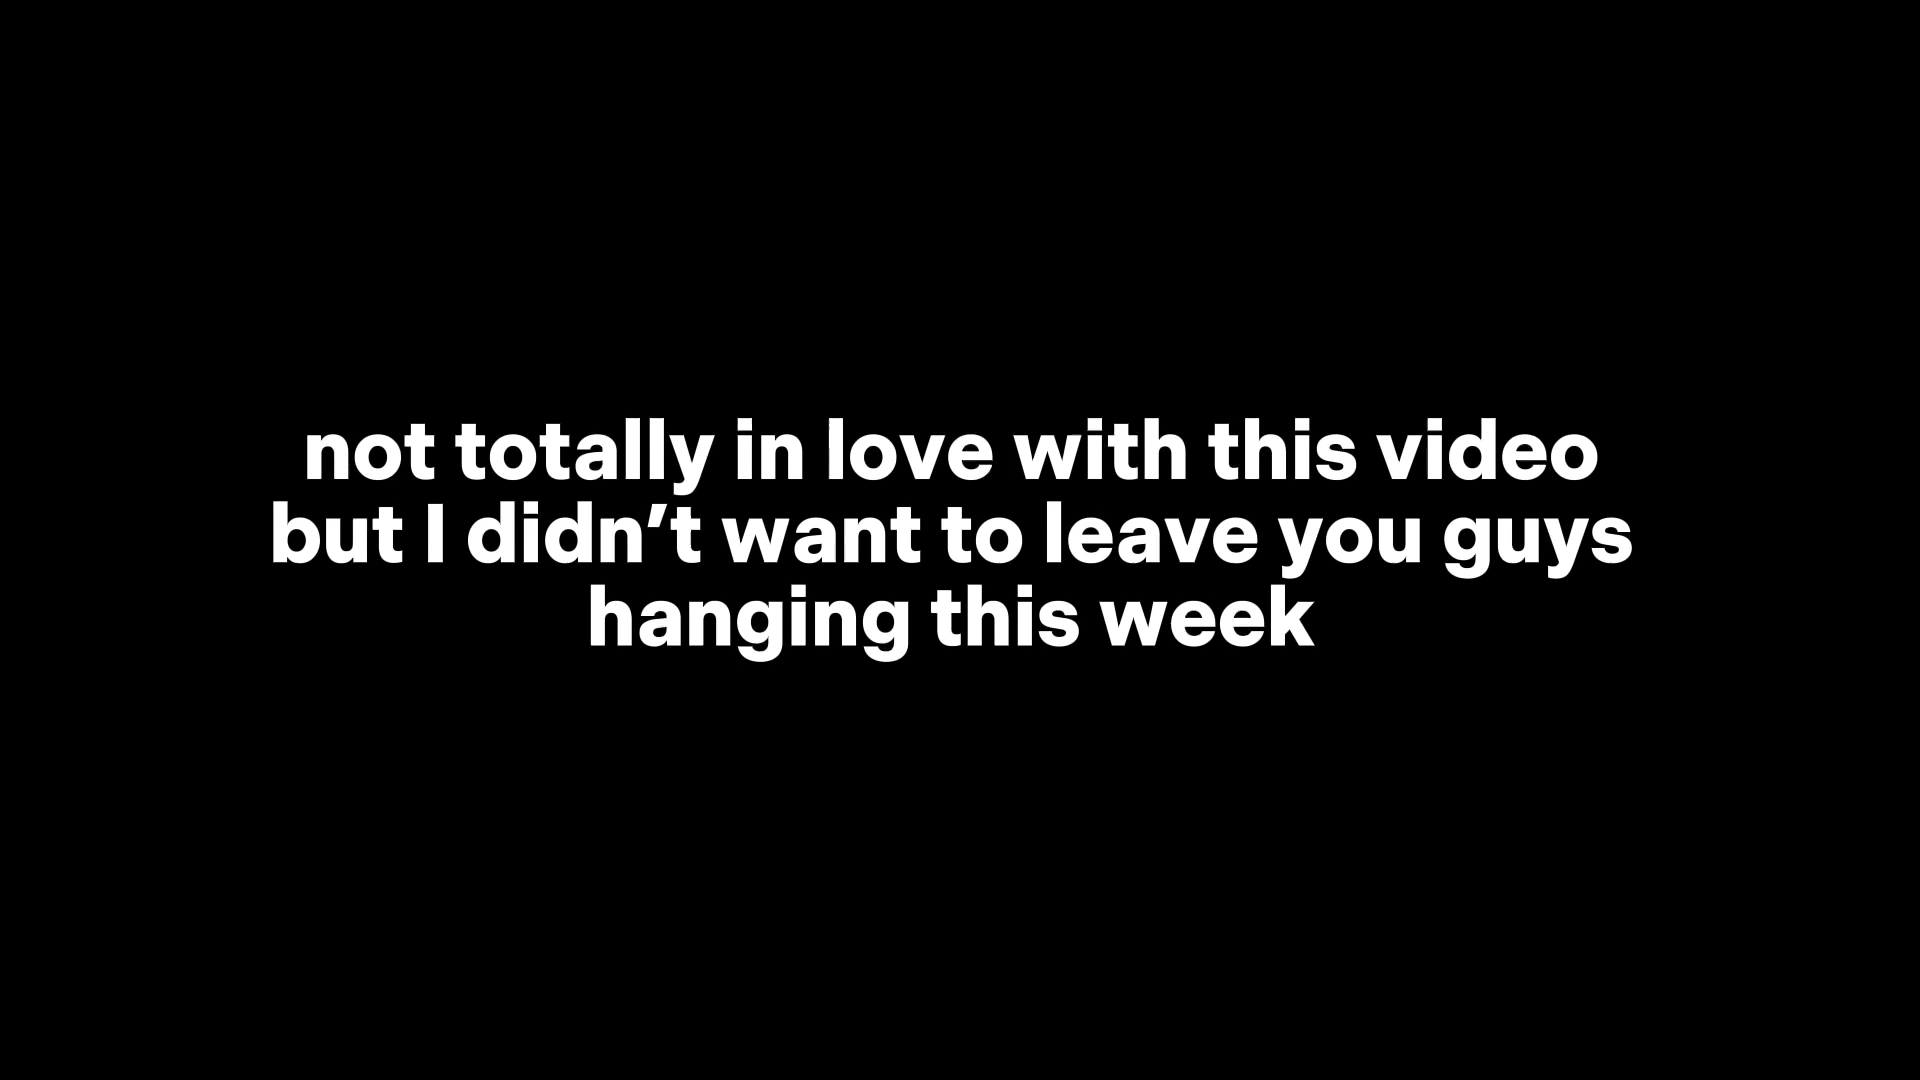 not totally in love with this video
but I didn’t want to leave you guys
hanging this week